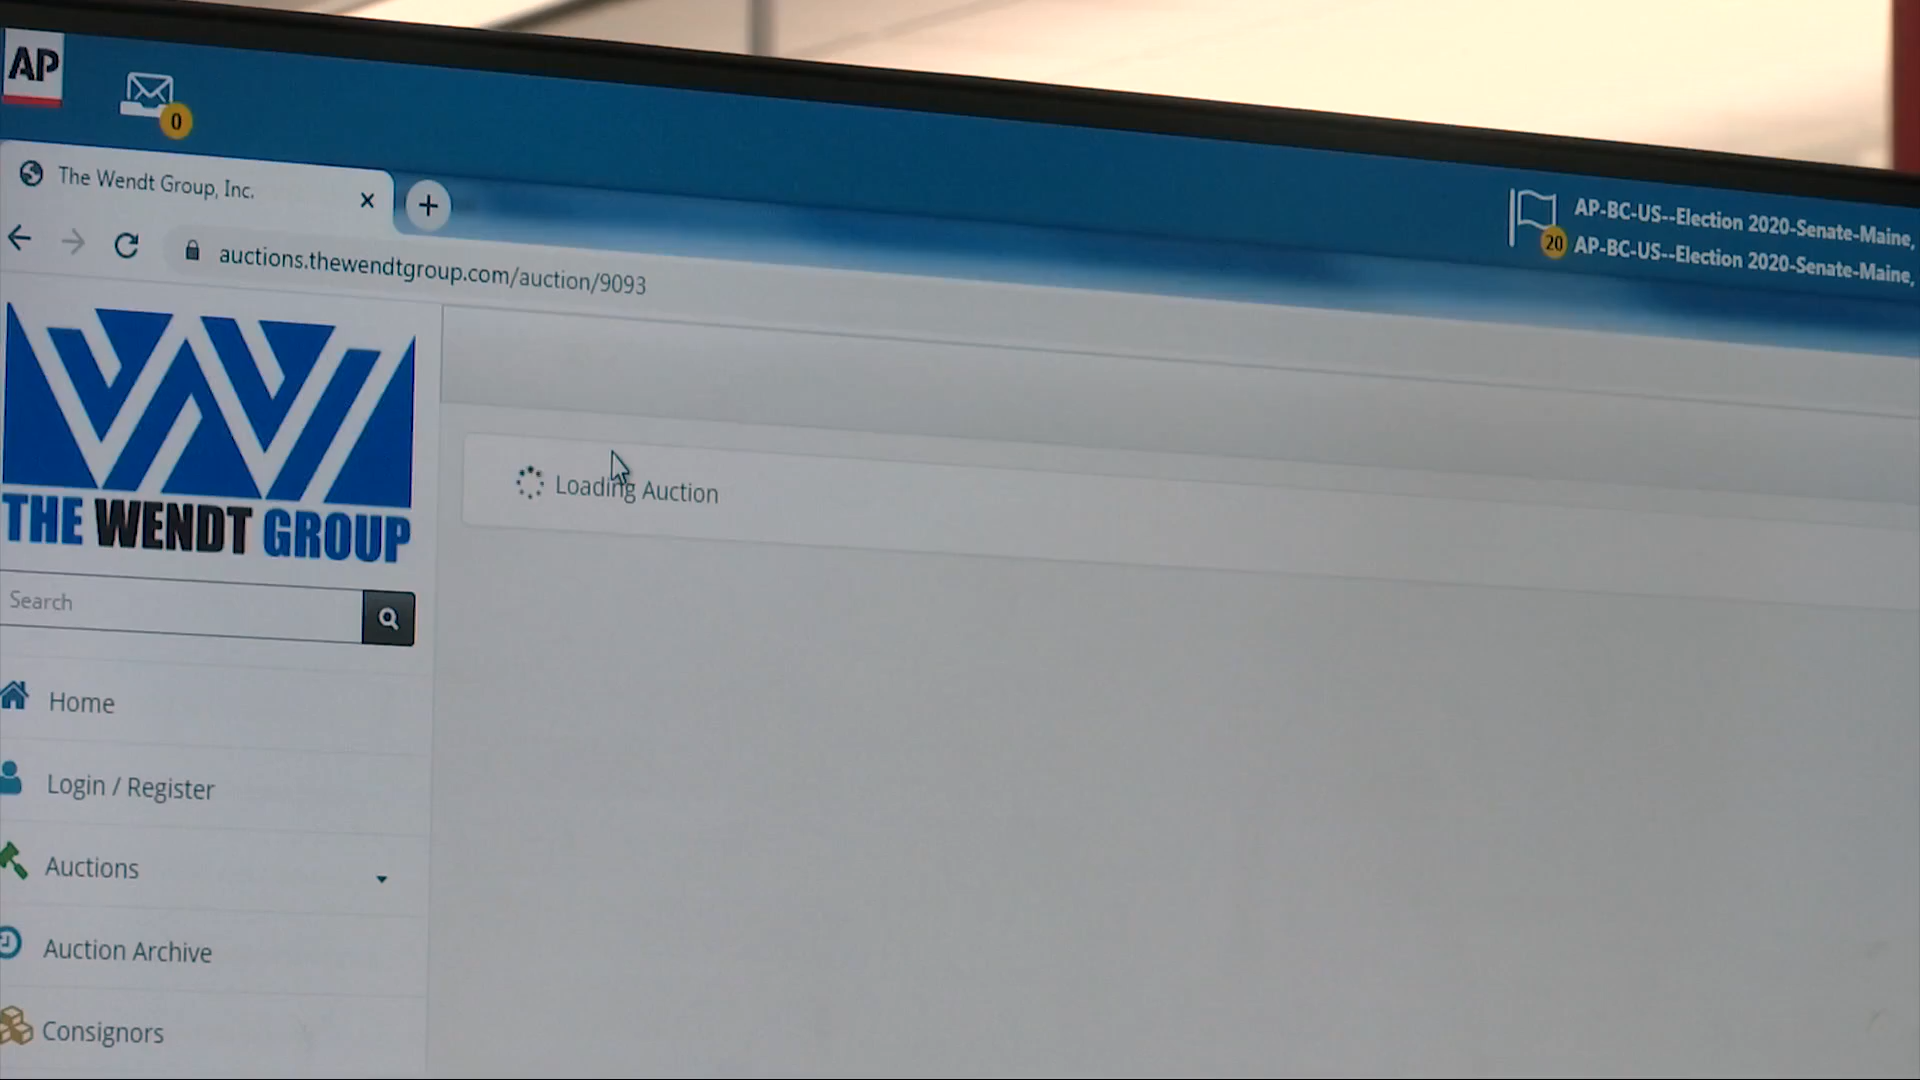 AP
0
The Wendt Group, Inc.
AP-BC-US--Election 2020-Senate-Maine,
20
AP-BC-US--Election 2020-Senate-Maine,
auctions.thewendtgroup.com/auction/9093
Loading Auction
THE WENDT GROUP
Search
Home
Login / Register
Auctions
Auction Archive
Consignors